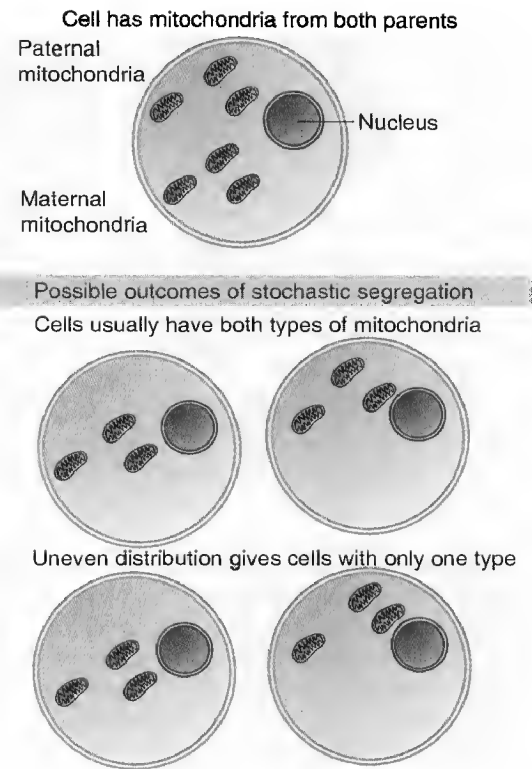 Cell has mitochondria from both parents
Paternal
mitochondria
Nucleus
Maternal
mitochondria
Possible outcomes of stochastic segregation
Cells usually have both types of mitochondria
Uneven distribution gives cells with only one type